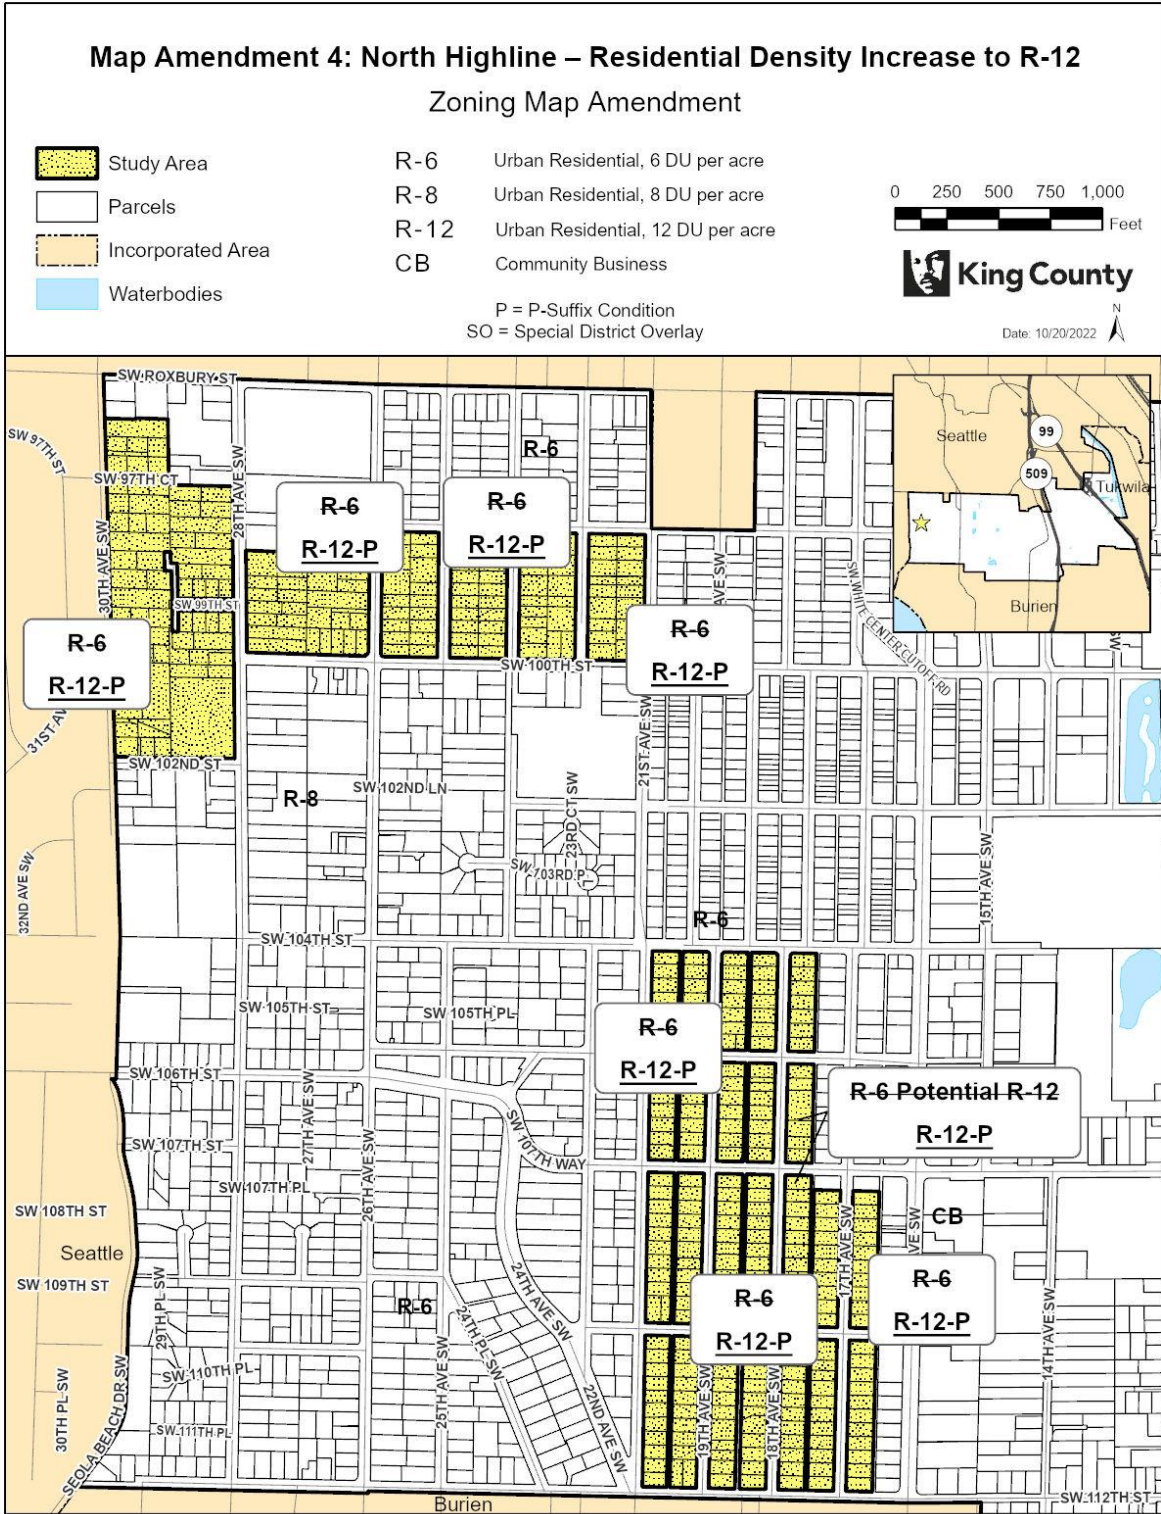 Map Amendment 4: North Highline – Residential Density Increase to R-12
Zoning Map Amendment
Study Area
Parcels
Incorporated Area
Waterbodies
R-6 Urban Residential, 6 DU per acre
R-8 Urban Residential, 8 DU per acre
R-12 Urban Residential, 12 DU per acre
CB Community Business
P = P-Suffix Condition
SO = Special District Overlay
0 250 500 750 1,000
Feet
King County
N
Date: 10/20/2022
SW ROXBURY ST
SW 97TH ST
SW 97TH CT
28TH AVE SW
30TH AVE SW
SW 99TH ST
R-6
R-6
R-12-P
R-6
R-12-P
Seattle
99
509
Tukwila
Burien
AVE SW
SW WHITE CENTER CUTOFF RD
SW
R-6
R-12-P
31ST AV
SW 100TH ST
R-6
R-12-P
21ST AVE SW
SW 102ND ST
R-8
SW 102ND LN
23RD CT SW
SW 103RD PL
32ND AVE SW
15TH AVE SW
R-6
SW 104TH ST
SW 105TH ST
SW 105TH PL
R-6
R-12-P
SW 106TH ST
27TH AVE SW
26TH AVE SW
SW 107TH ST
SW 107TH WAY
SW 107TH PL
R-6 Potential R-12
R-12-P
SW 108TH ST
Seattle
SW 109TH ST
29TH PL SW
R-6
24TH AVE SW
24TH PL SW
25TH AVE SW
22ND AVE SW
SW 110TH PL
SW 111TH PL
30TH PL SW
SEOLA BEACH DR SW
CB
17TH AVE SW
AVE SW
R-6
R-12-P
R-6
R-12-P
14TH AVE SW
19TH AVE SW
18TH AVE SW
Burien
SW 112TH ST